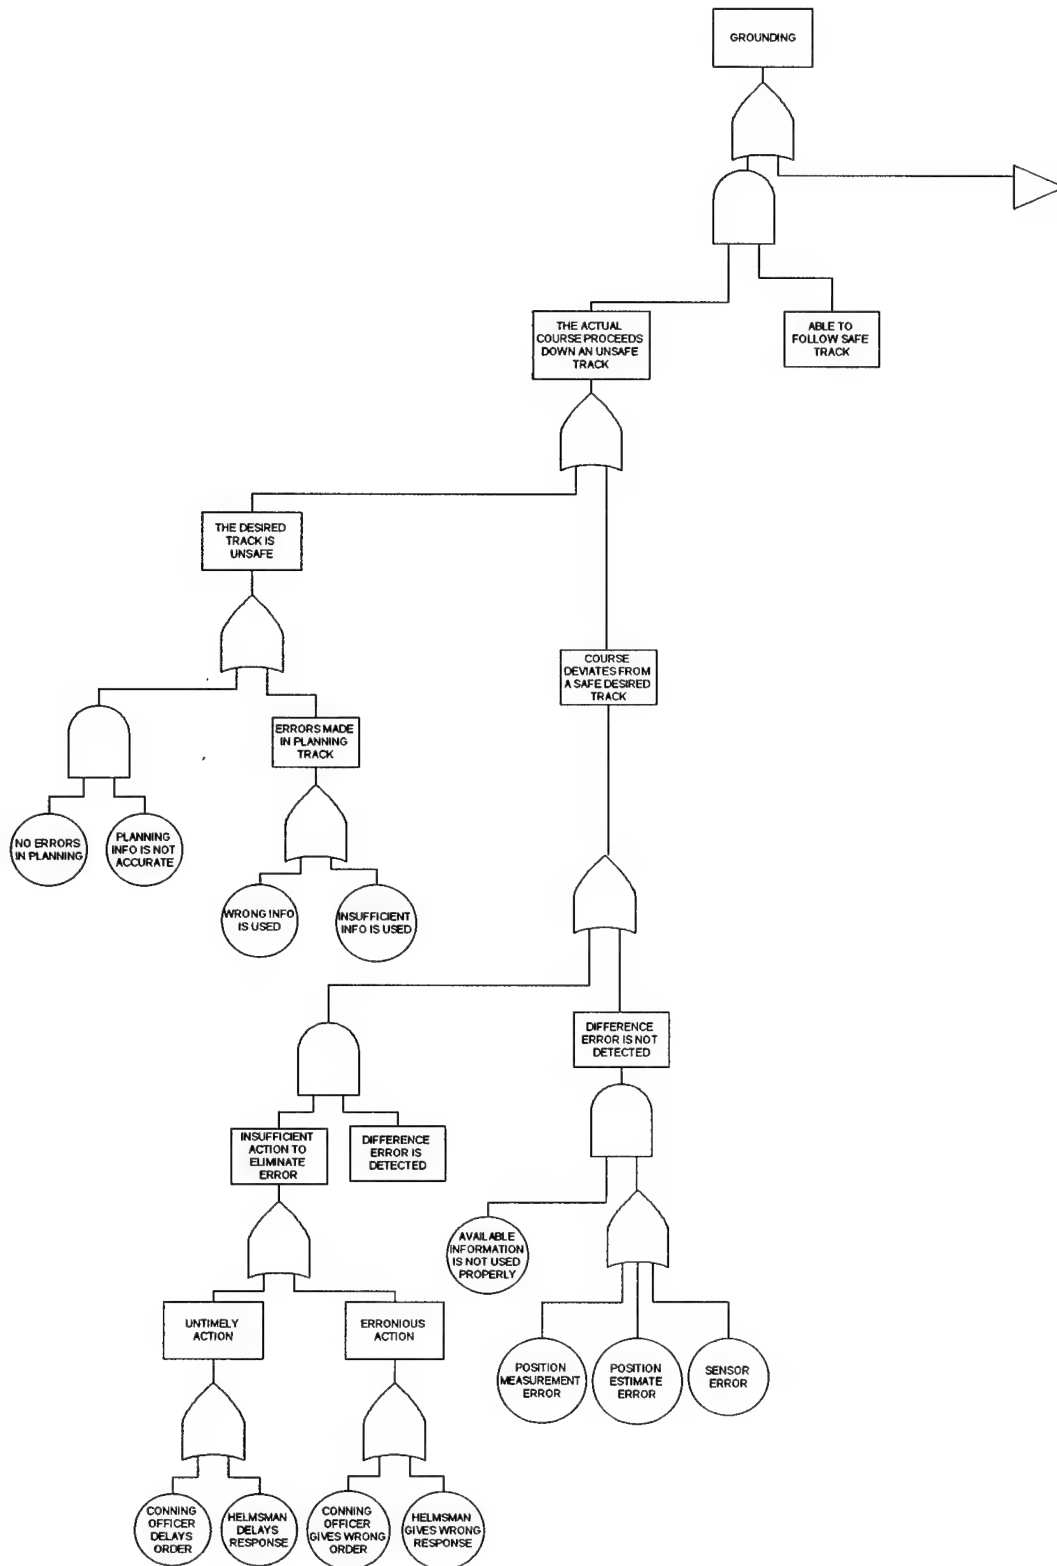 GROUNDING
THE ACTUAL
COURSE PROCEEDS
DOWN AN UNSAFE
TRACK
ABLE TO
FOLLOW SAFE
TRACK
THE DESIRED
TRACK IS
UNSAFE
COURSE
DEVIATES FROM
A SAFE DESIRED
TRACK
ERRORS MADE
IN PLANNING
TRACK
NO ERRORS
IN PLANNING
PLANNING
INFO IS NOT
ACCURATE
WRONG INFO
IS USED
INSUFFICIENT
INFO IS USED
DIFFERENCE
ERROR IS NOT
DETECTED
INSUFFICIENT
ACTION TO
ELIMINATE
ERROR
DIFFERENCE
ERROR IS
DETECTED
AVAILABLE
INFORMATION
IS NOT USED
PROPERLY
UNTIMELY
ACTION
ERRONIOUS
ACTION
POSITION
MEASUREMENT
ERROR
POSITION
ESTIMATE
ERROR
SENSOR
ERROR
CONNING
OFFICER
DELAYS
ORDER
HELMSMAN
DELAYS
RESPONSE
CONNING
OFFICER
GIVES WRONG
ORDER
HELMSMAN
GIVES WRONG
RESPONSE